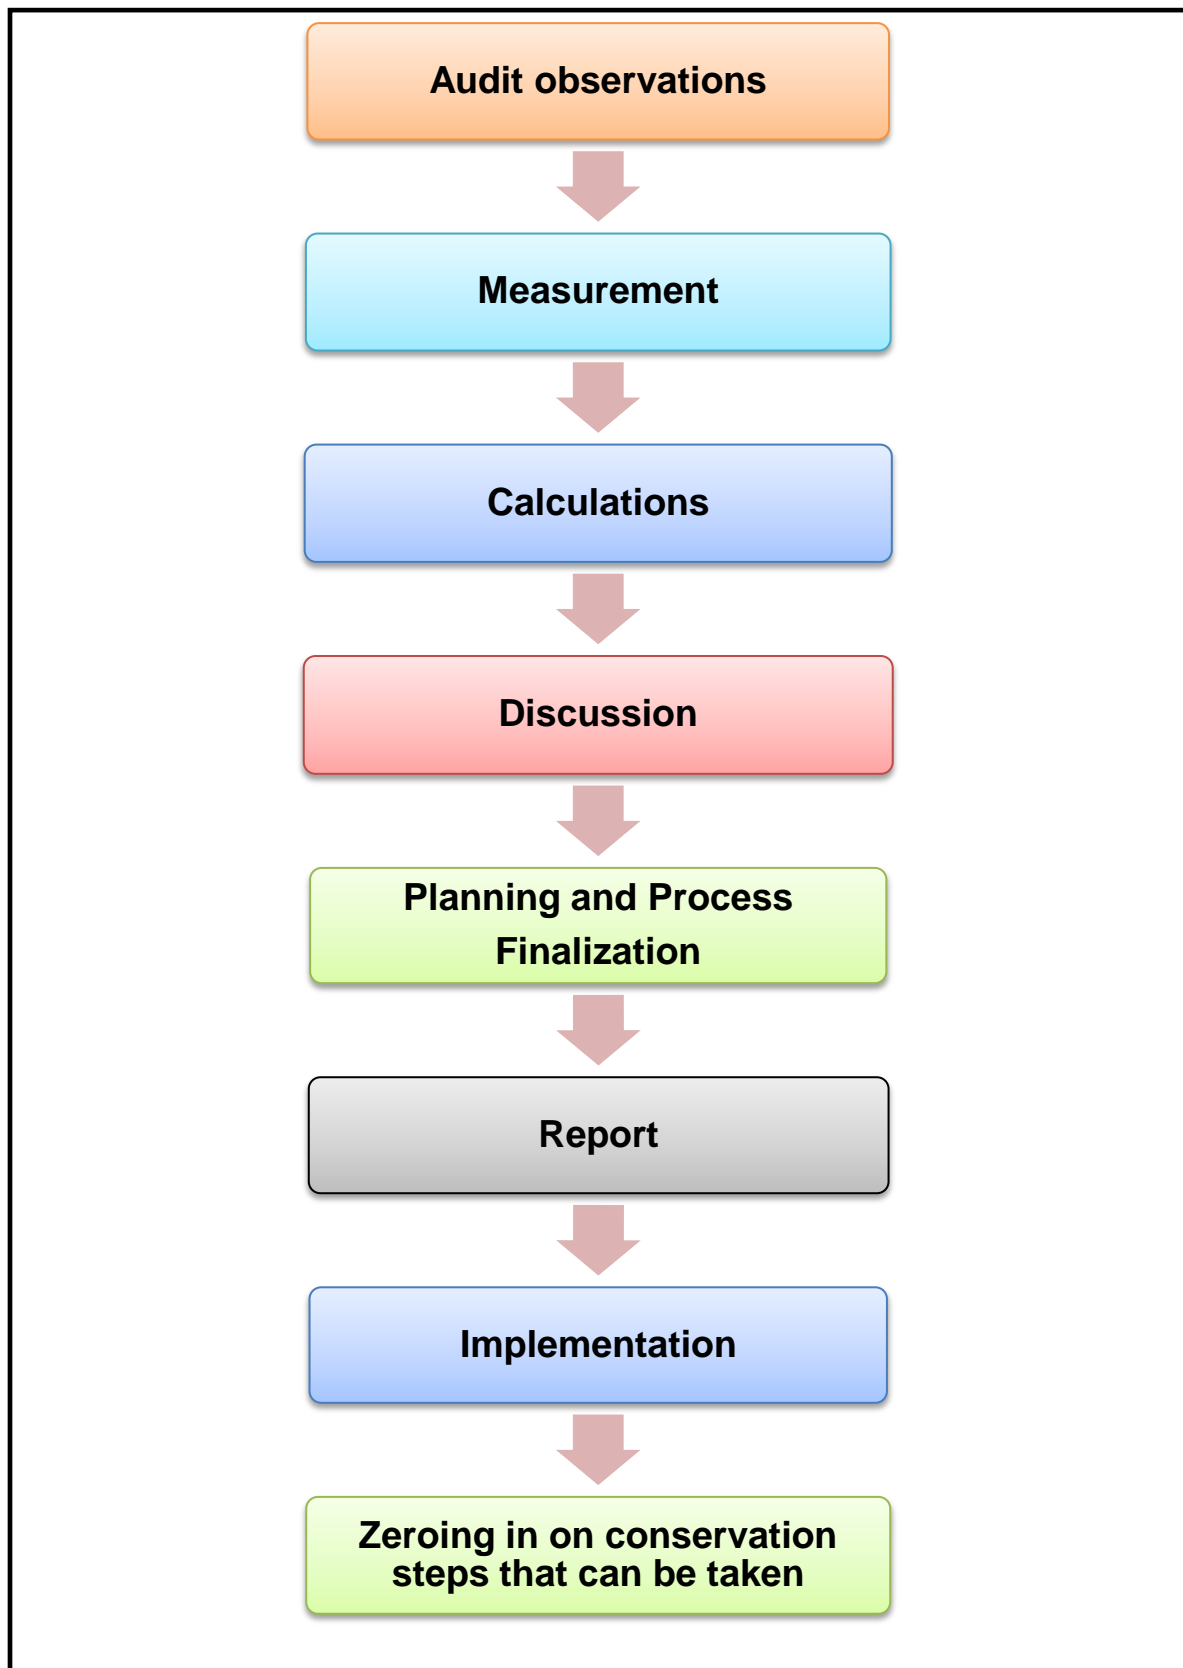 Audit observations
Measurement
Calculations
Discussion
Planning and Process
Finalization
Report
Implementation
Zeroing in on conservation
steps that can be taken